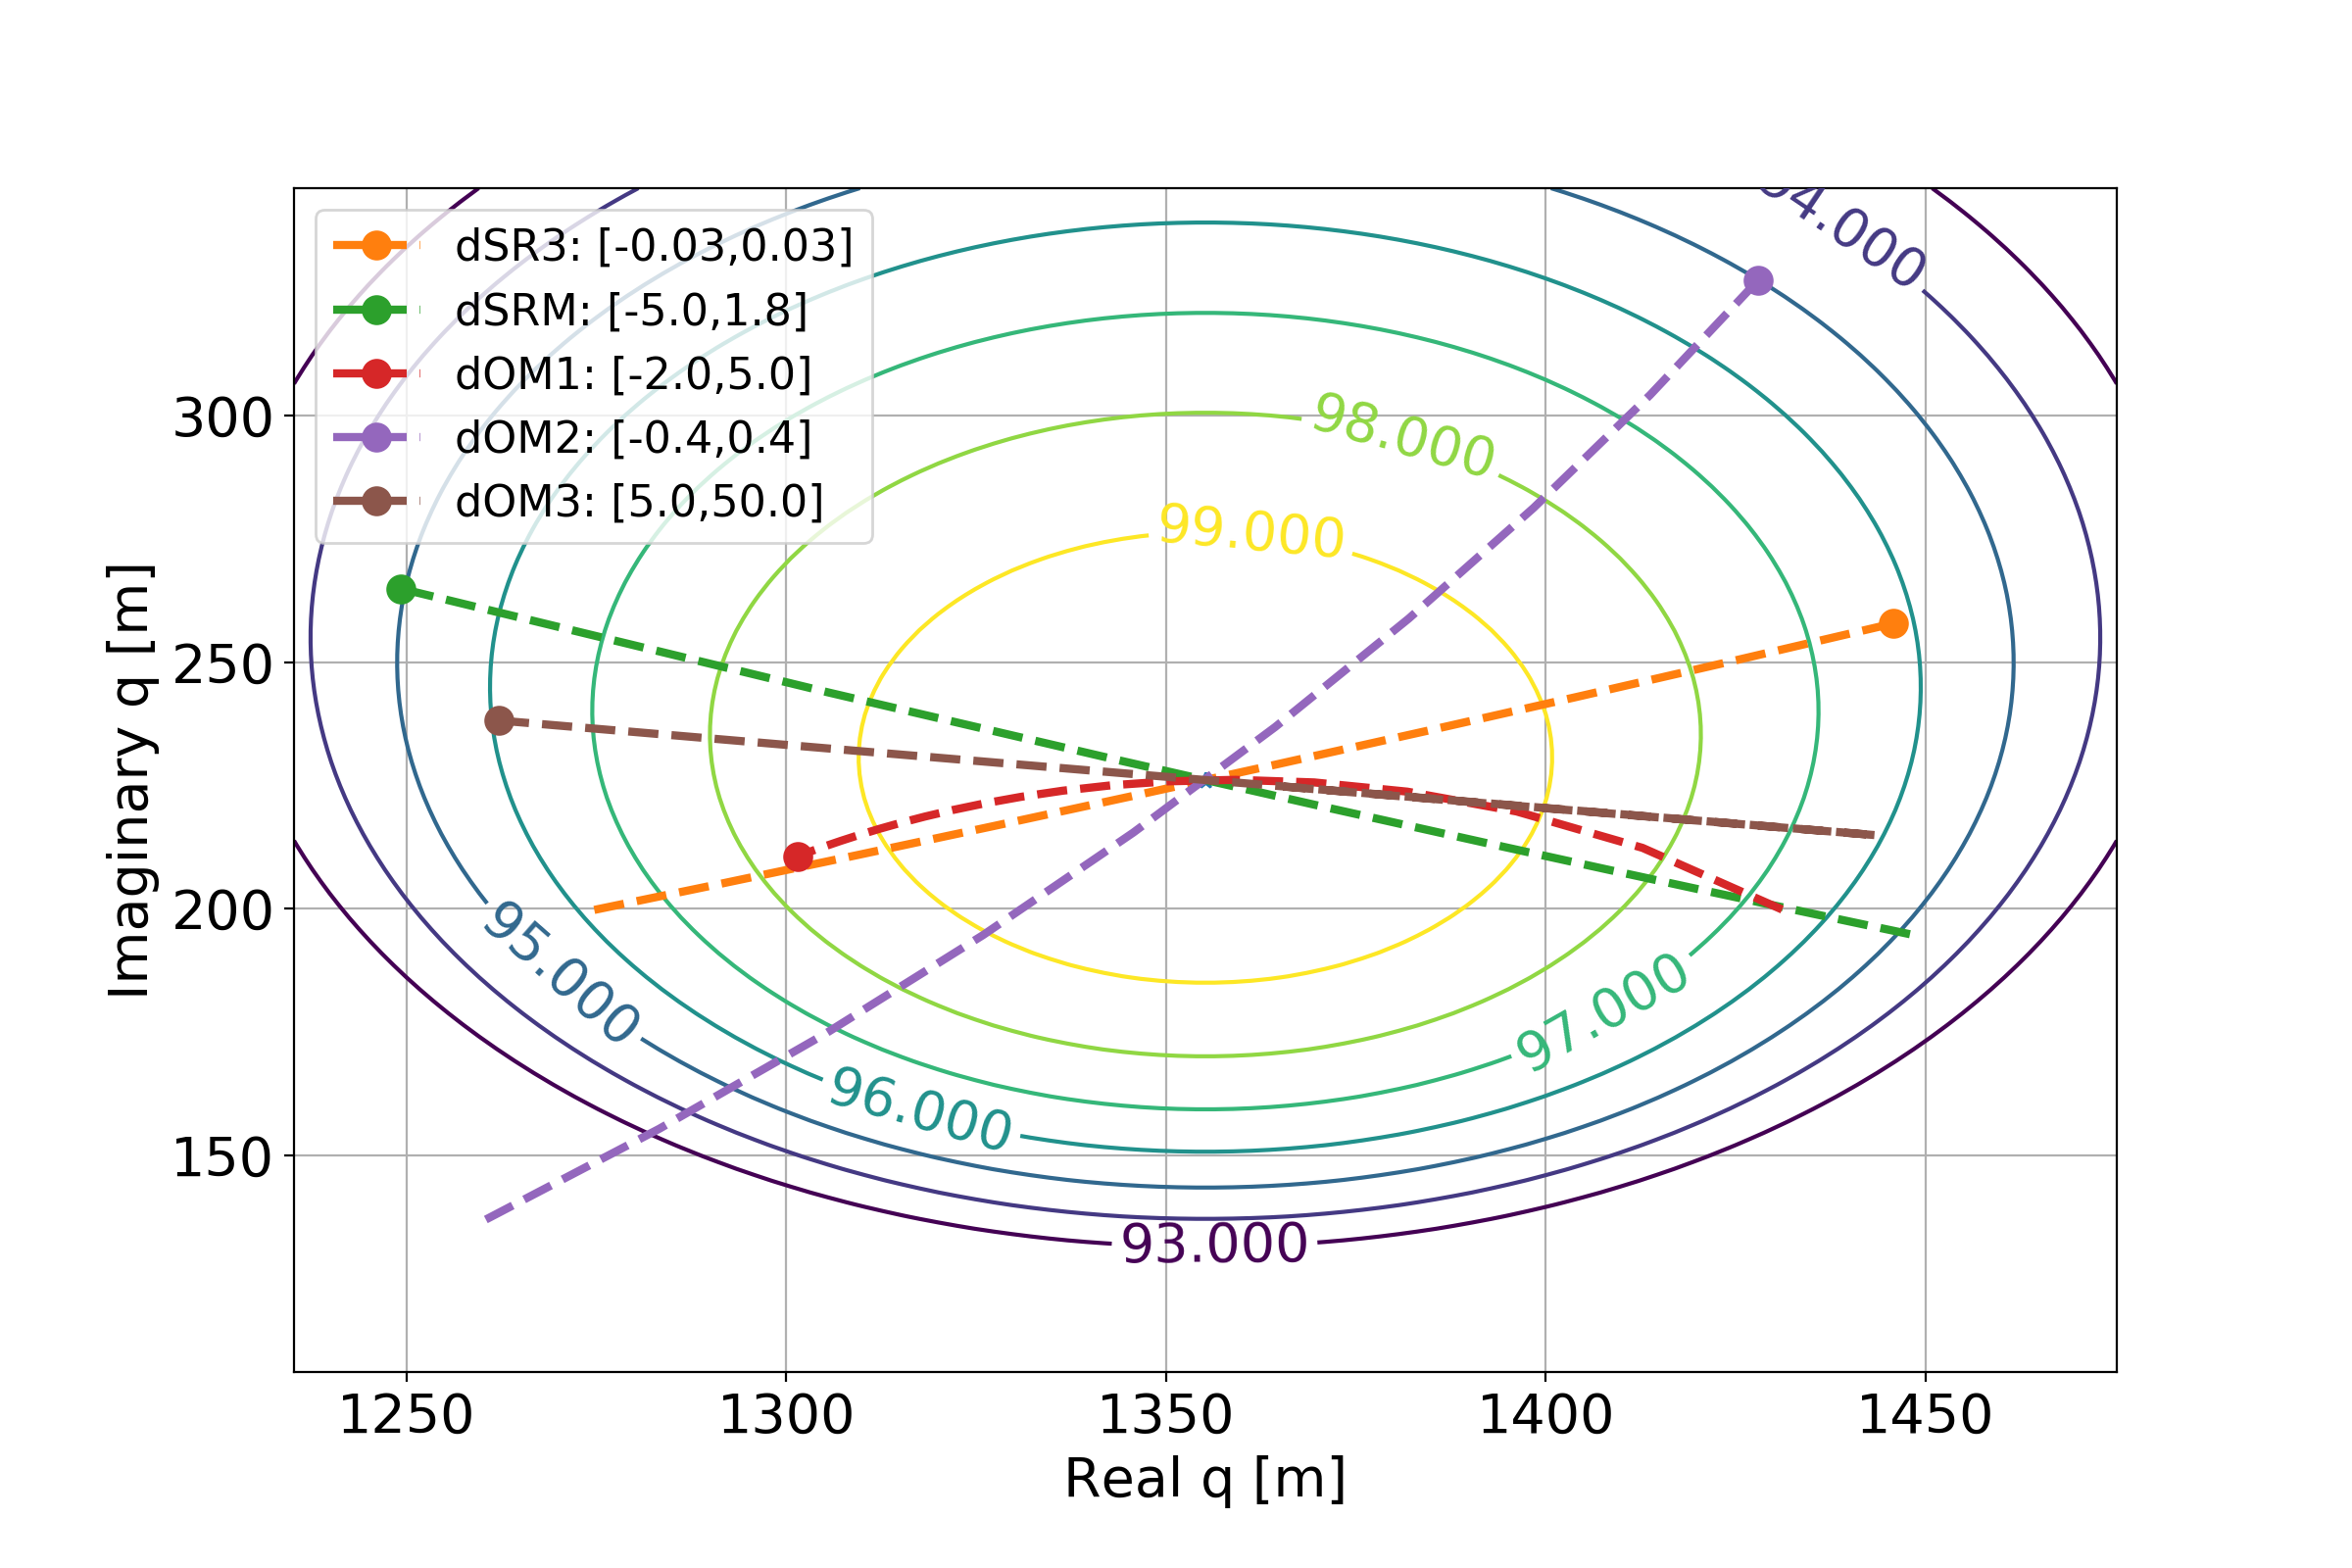 dSR3: [-0.03,0.03]
dSRM: [-5.0,1.8]
dOM1: [-2.0,5.0]
dOM2: [-0.4,0.4]
dOM3: [5.0,50.0]
94.000
98.000
99.000
95.000
97.000
96.000
93.000
300
250
200
150
Imaginary q [m]
1250 1300 1350 1400 1450
Real q [m]